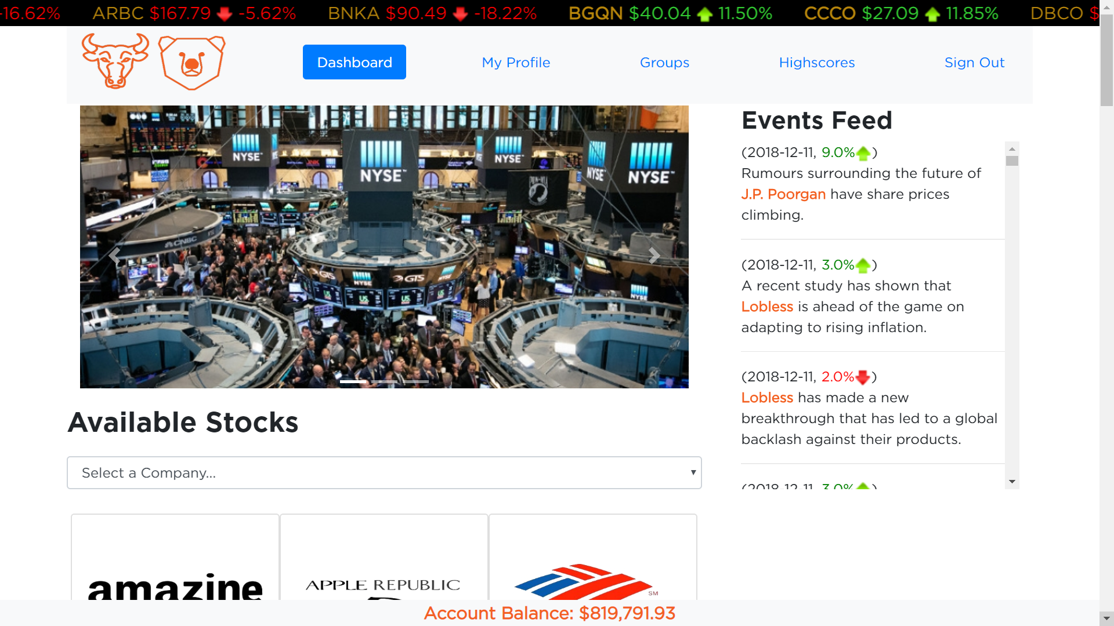 -16.62% ARBC $167.79 -5.62% BNKA $90.49 -18.22% BGQN $40.04 11.50% CCCO $27.09 11.85% DBCO $
Dashboard My Profile Groups Highscores Sign Out
NYSE NYSE NYSE NYSE NYSE
CNBC
GTS
Available Stocks
Select a Company...
amazine
APPLE REPUBLIC
SM
Events Feed
(2018-12-11, 9.0% )
Rumours surrounding the future of
J.P. Poorgan have share prices
climbing.
(2018-12-11, 3.0% )
A recent study has shown that
Lobless is ahead of the game on
adapting to rising inflation.
(2018-12-11, 2.0% )
Lobless has made a new
breakthrough that has led to a global
backlash against their products.
(2018-12-11, 3.0% )
Account Balance: $819,791.93